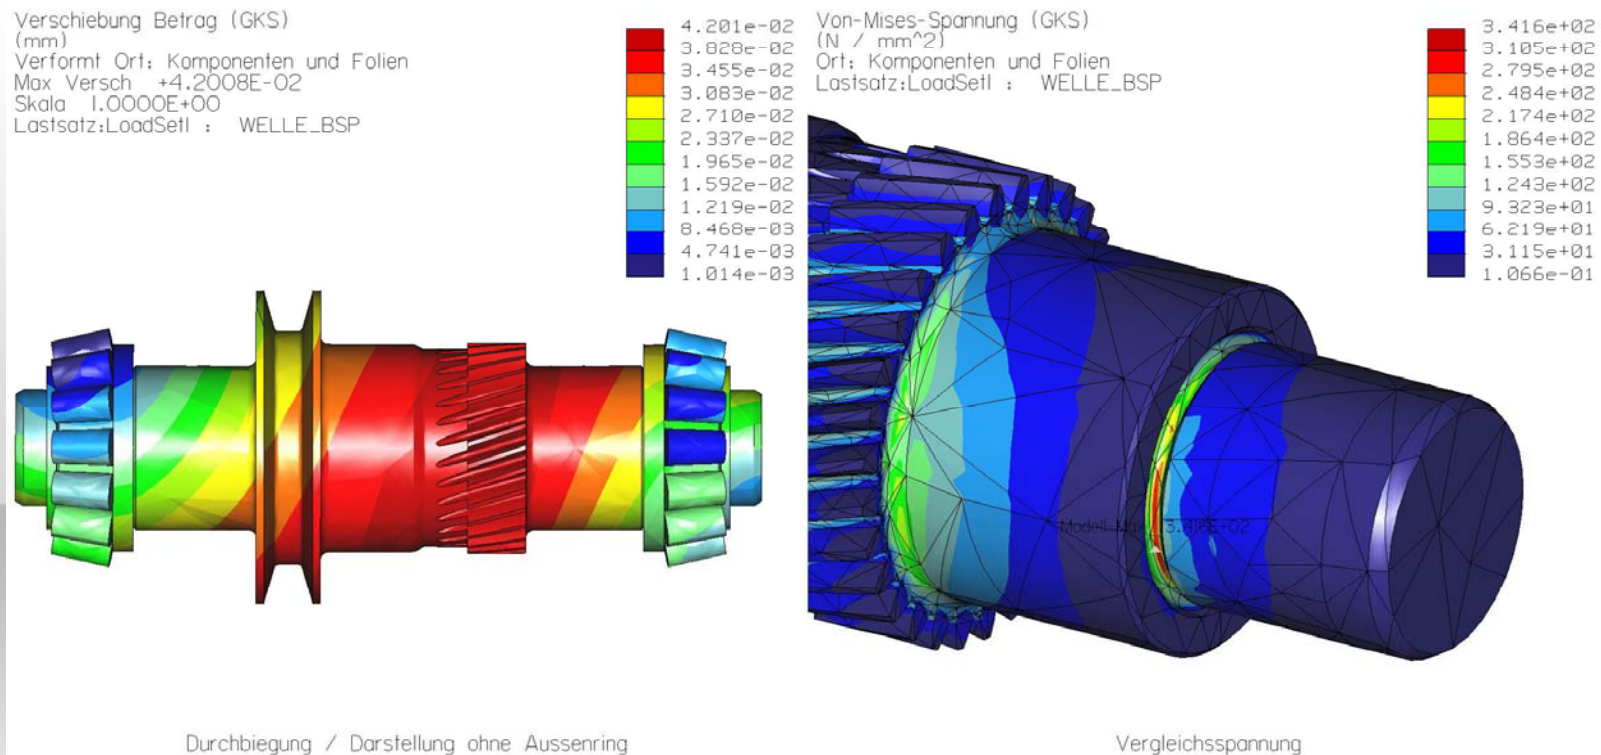 Verschiebung Betrag (GKS)
(mm)
Verformt Ort: Komponenten und Folien
Max Versch +4.2008E-02
Skala 1.0000E+00
Lastsatz:LoadSet1 : WELLE_BSP
4.201e-02
3.828e-02
3.455e-02
3.083e-02
2.710e-02
2.337e-02
1.965e-02
1.592e-02
1.219e-02
8.468e-03
4.741e-03
1.014e-03
Durchbiegung / Darstellung ohne Aussenring
Von-Mises-Spannung (GKS)
(N / mm^2)
Ort: Komponenten und Folien
Lastsatz:LoadSet1 : WELLE_BSP
3.416e+02
3.105e+02
2.795e+02
2.484e+02
2.174e+02
1.864e+02
1.553e+02
1.243e+02
9.323e+01
6.219e+01
3.115e+01
1.066e-01
Modell-Max 3.416E+02
Vergleichsspannung